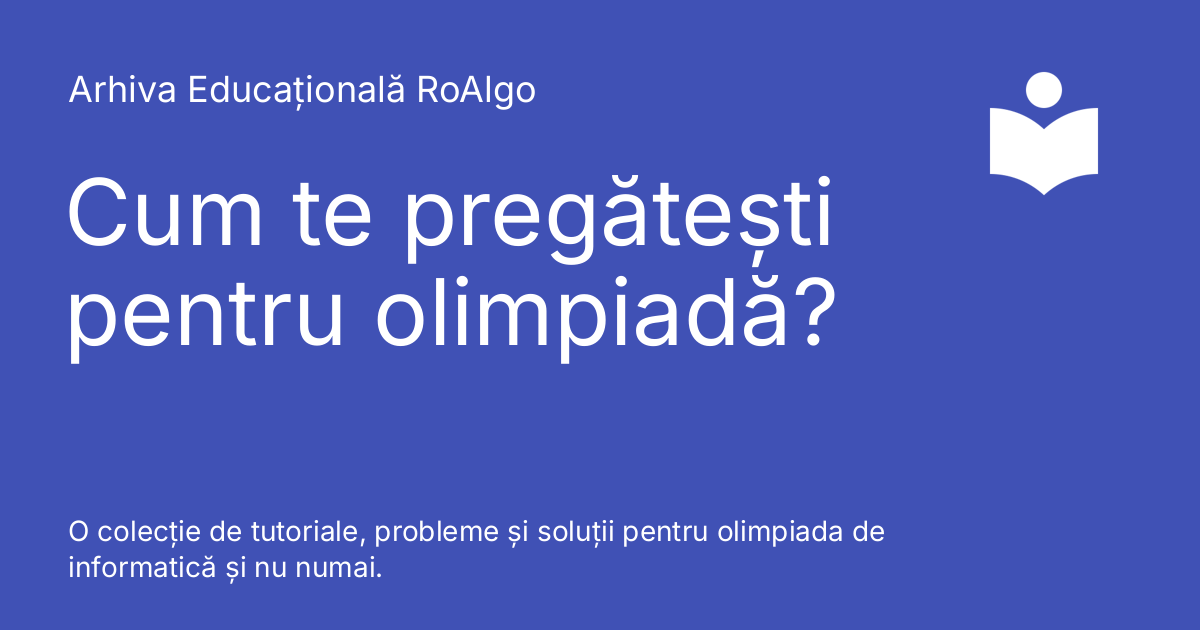 Arhiva Educațională RoAlgo
Cum te pregătești
pentru olimpiadă?
O colecție de tutoriale, probleme și soluții pentru olimpiada de
informatică și nu numai.